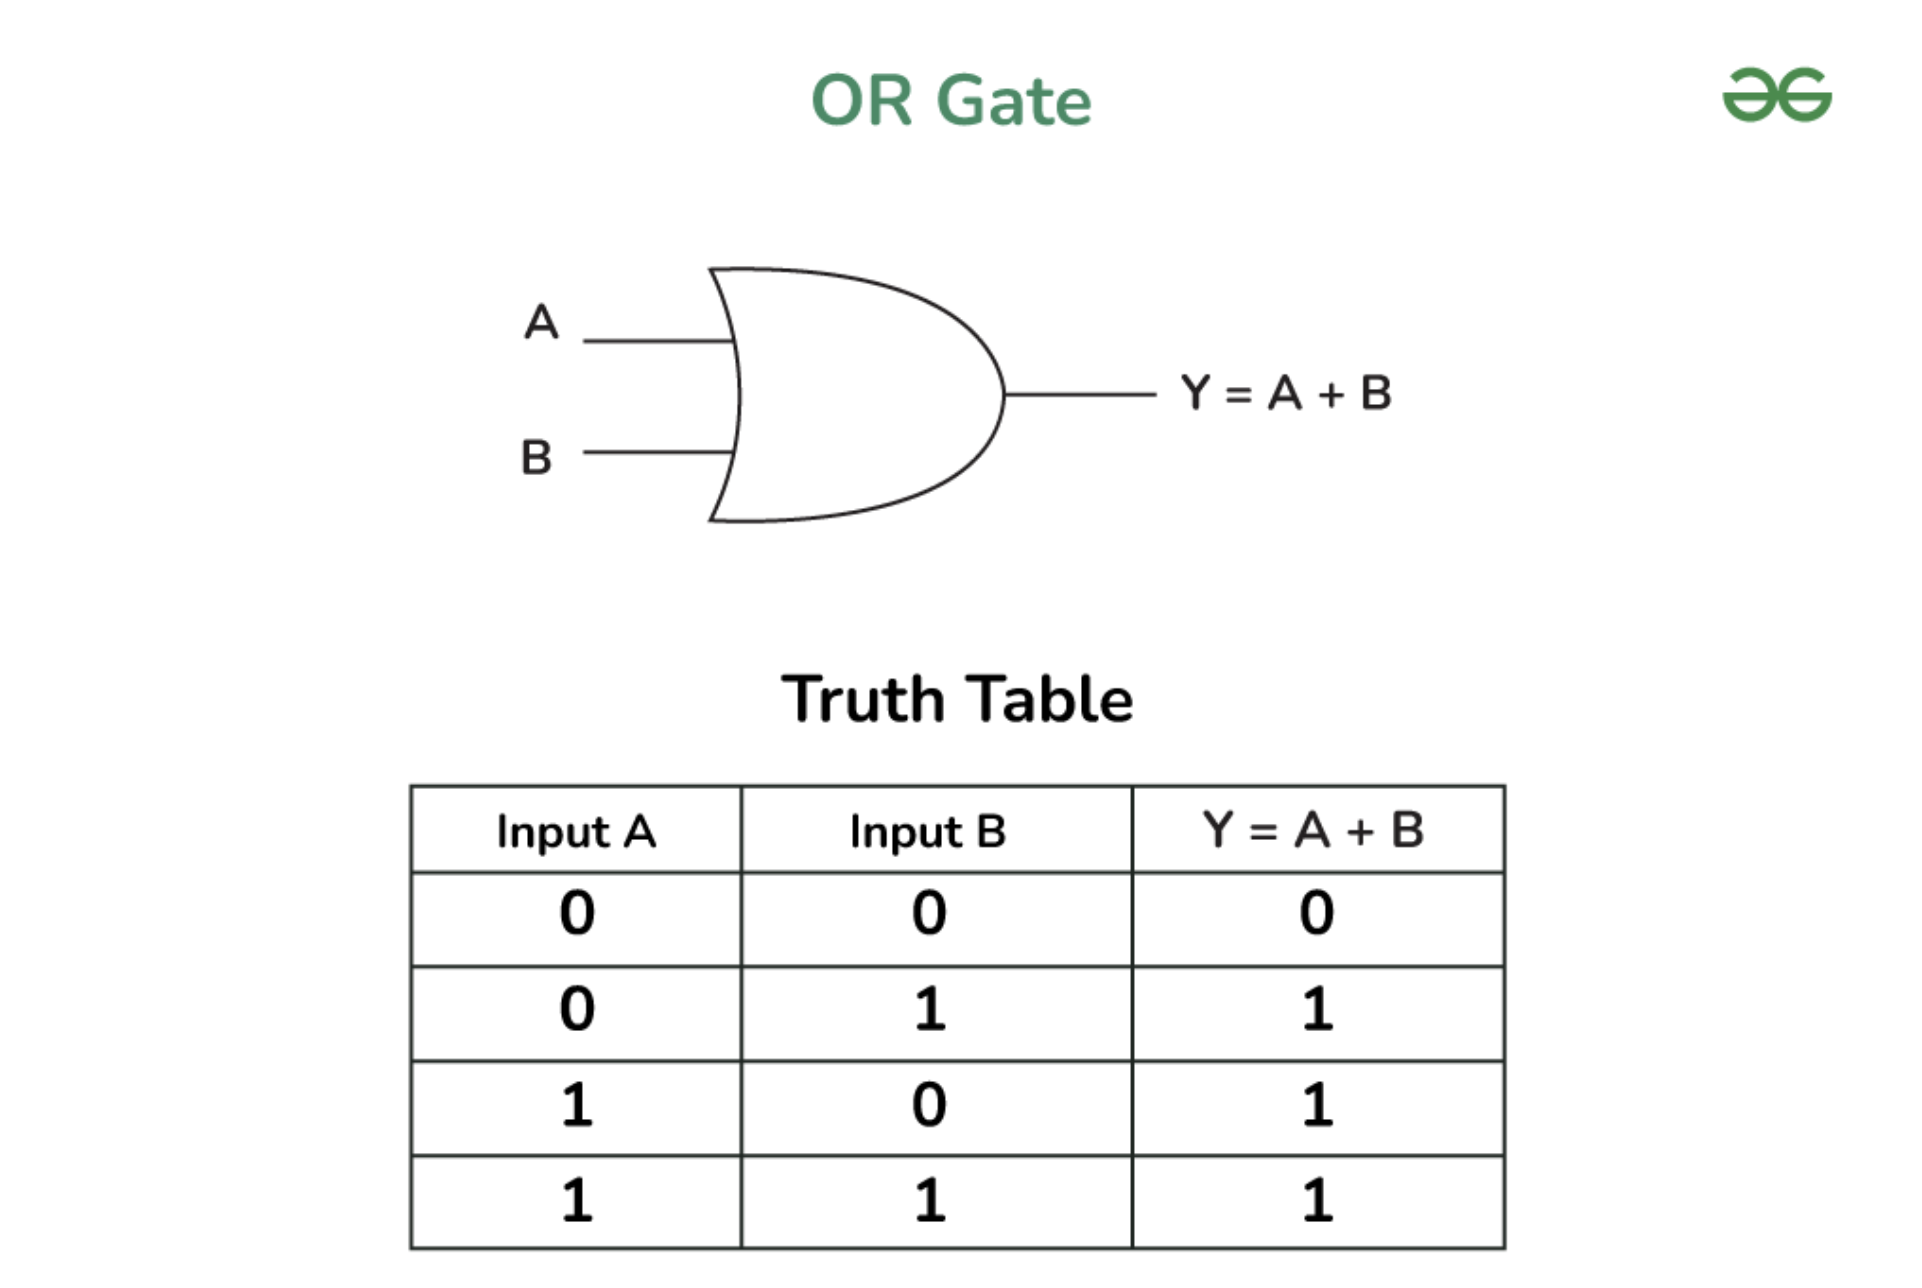 OR Gate
A
Y = A + B
B
Truth Table
Input A Input B Y = A + B
0 0 0
0 1 1
1 0 1
1 1 1